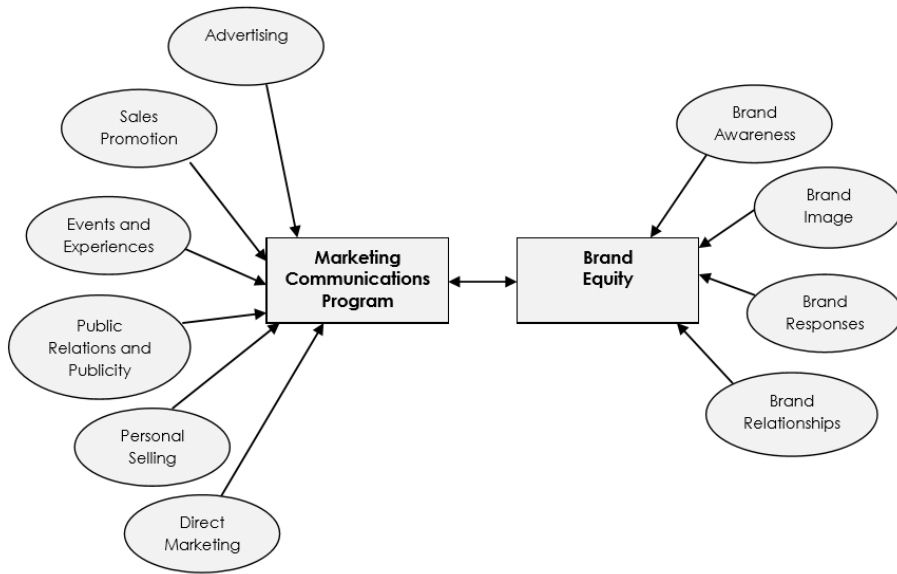 Advertising
Sales
Promotion
Events and
Experiences
Public
Relations and
Publicity
Personal
Selling
Direct
Marketing
Marketing
Communications
Program
Brand
Equity
Brand
Awareness
Brand
Image
Brand
Responses
Brand
Relationships